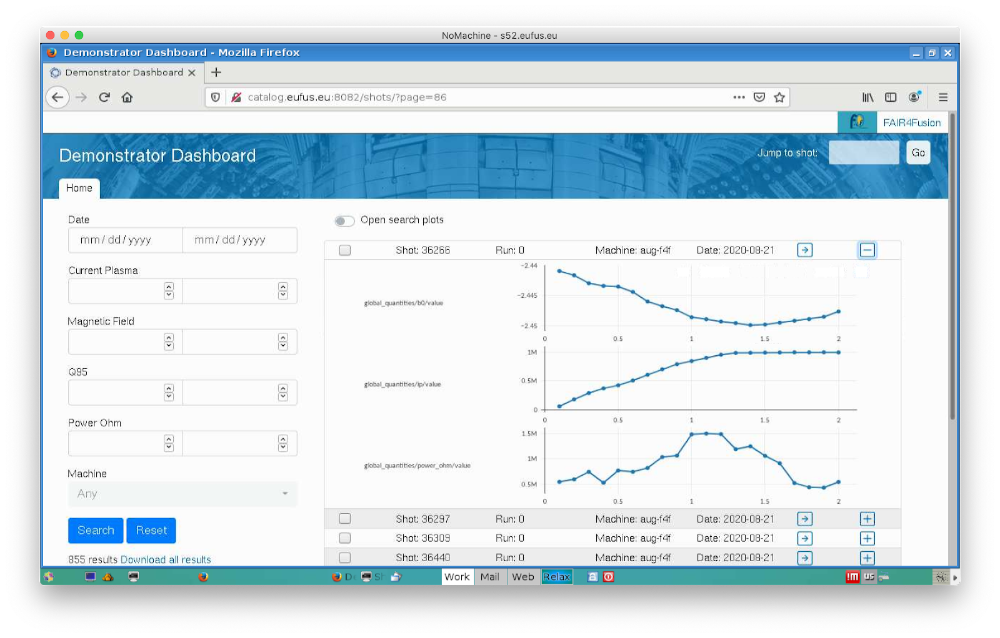 NoMachine - s52.eufus.eu
Demonstrator Dashboard - Mozilla Firefox
Demonstrator Dashboard
catalog.eufus.eu:8082/shots/?page=86
FAIR4Fusion
Demonstrator Dashboard
Jump to shot:
Go
Home
Date
mm/dd/yyyy mm/dd/yyyy
Current Plasma
Magnetic Field
Q95
Power Ohm
Machine
Any
Search Reset
855 results Download all results
Open search plots
Shot: 36266 Run: 0 Machine: aug-f4f Date: 2020-08-21
−2.44
−2.445
−2.45
global_quantities/b0/value
0 0.5 1 1.5 2
1M
0.5M
0
global_quantities/ip/value
0 0.5 1 1.5 2
1.5M
1M
0.5M
global_quantities/power_ohm/value
0 0.5 1 1.5 2
Shot: 36297 Run: 0 Machine: aug-f4f Date: 2020-08-21
Shot: 36309 Run: 0 Machine: aug-f4f Date: 2020-08-21
Shot: 36440 Run: 0 Machine: aug-f4f Date: 2020-08-21
Work Mail Web Relax
!M us